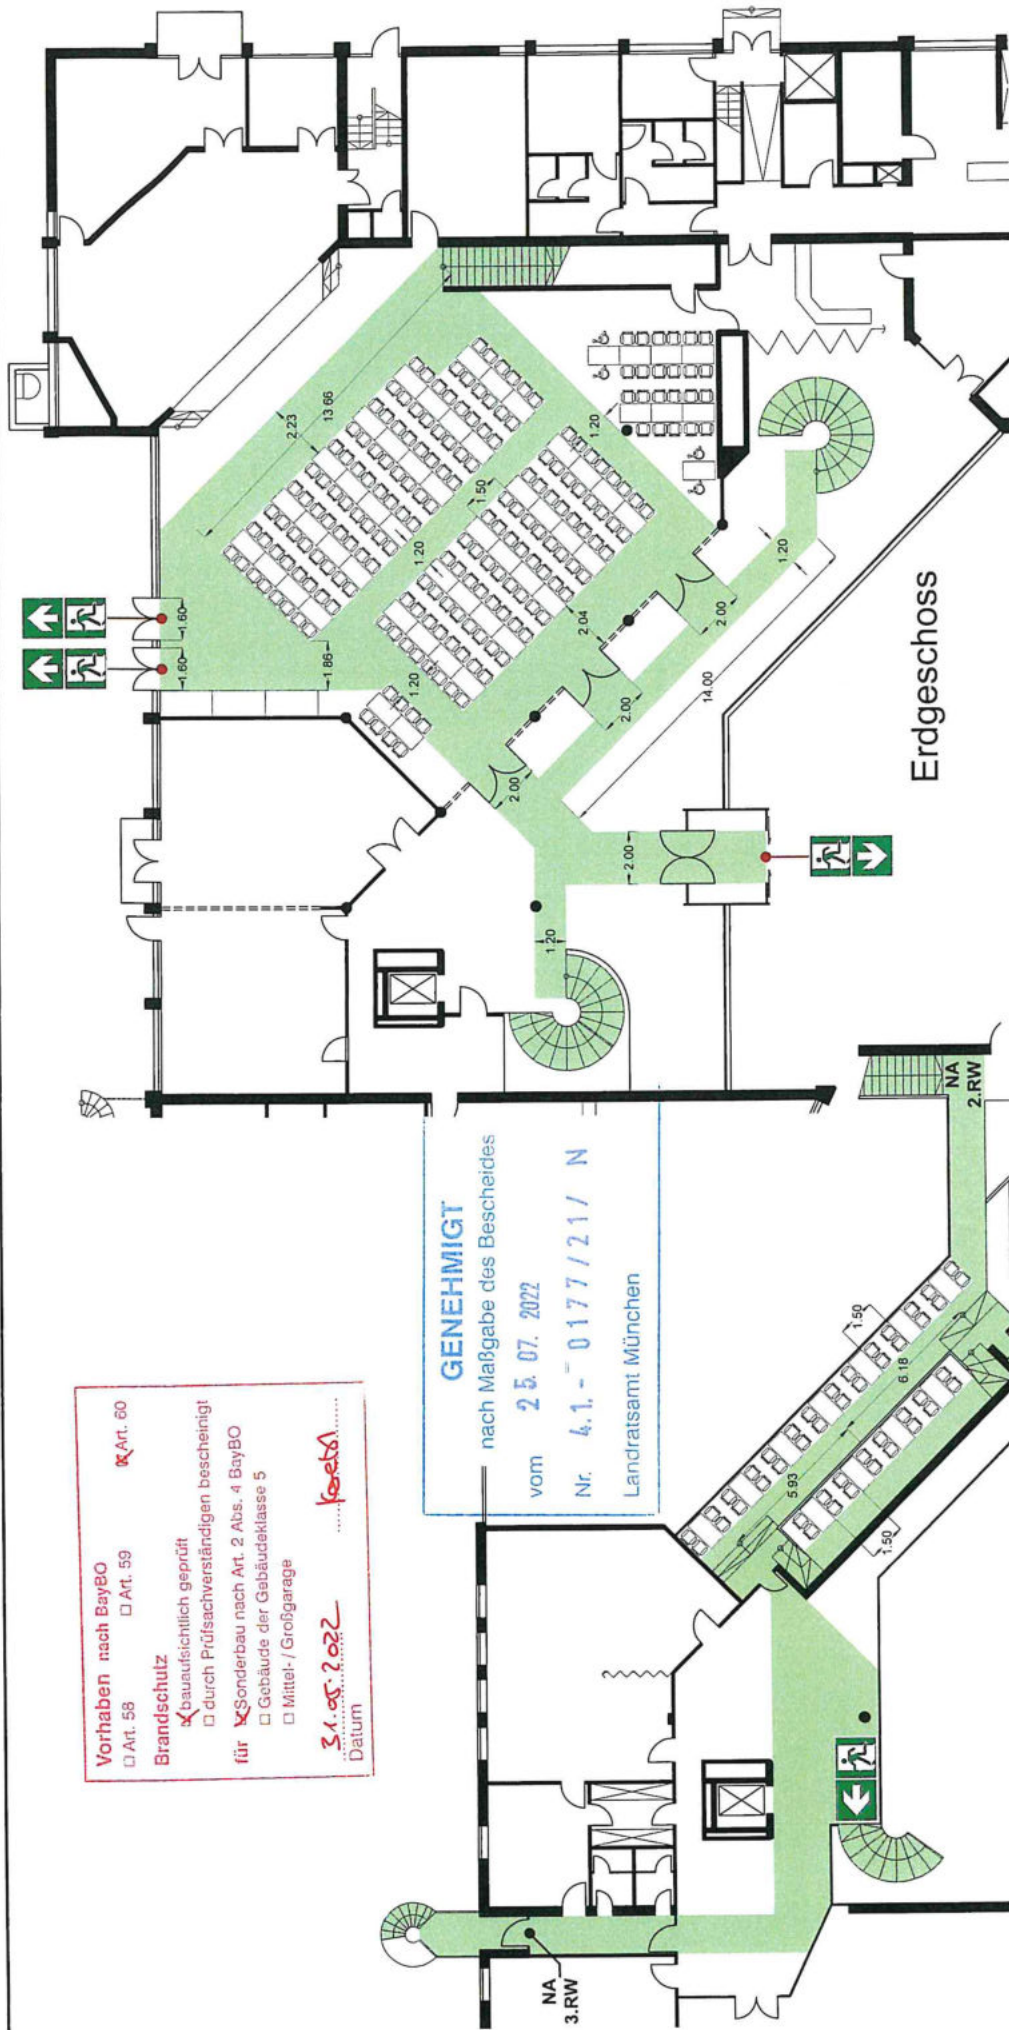 Vorhaben nach BayBO
☐ Art. 58 ☐ Art. 59 ☒ Art. 60
Brandschutz
☒ bauaufsichtlich geprüft
☐ durch Prüfsachverständigen bescheinigt
für ☒ Sonderbau nach Art. 2 Abs. 4 BayBO
☐ Gebäude der Gebäudeklasse 5
☐ Mittel- / Großgarage
31.05.2022
Datum
GENEHMIGT
nach Maßgabe des Bescheides
vom 25. 07. 2022
Nr. 4.1. - 0177/21/ N
Landratsamt München
1.60
1.60
1.86
2.23
13.66
1.50
1.20
1.20
1.20
2.04
2.00
2.00
2.00
1.20
14.00
2.00
1.20
Erdgeschoss
NA
2.RW
1.50
6.18
5.93
1.50
NA
3.RW